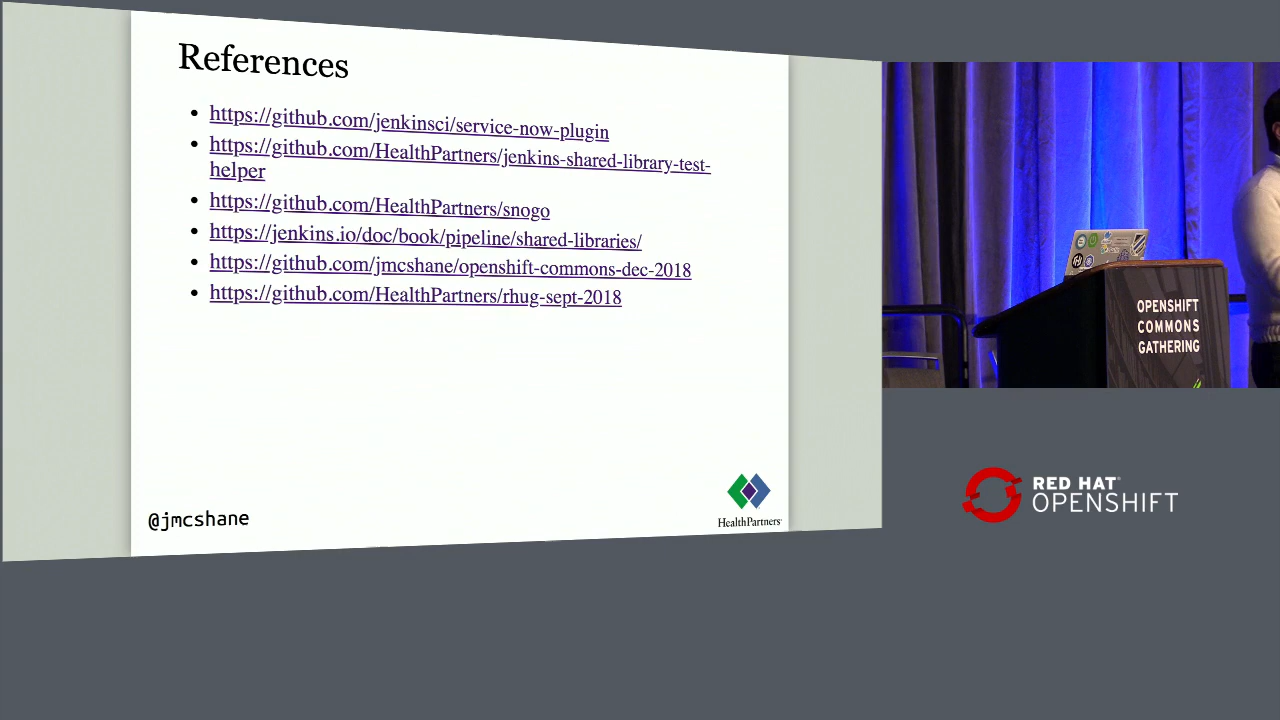 References
https://github.com/jenkinsci/service-now-plugin
https://github.com/HealthPartners/jenkins-shared-library-test-
helper
https://github.com/HealthPartners/snogo
https://jenkins.io/doc/book/pipeline/shared-libraries/
https://github.com/jmcshane/openshift-commons-dec-2018
https://github.com/HealthPartners/rhug-sept-2018
@jmcshane
HealthPartners
OPENSHIFT
COMMONS
GATHERING
RED HAT
OPENSHIFT